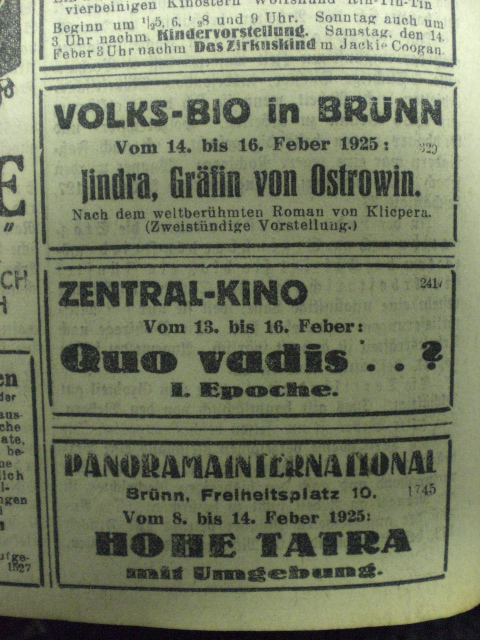 vierbeinigen Kinostern Wolfshund Rin-Tin-Tin
Beginn um ½5, 6, ½8 und 9 Uhr. Sonntag auch um
3 Uhr nachm. Kindervorstellung. Samstag, den 14.
Feber 3 Uhr nachm Das Zirkuskind m Jackie Coogan.
VOLKS-BIO in BRÜNN
Vom 14. bis 16. Feber 1925:
Jindra, Gräfin von Ostrowin.
Nach dem weltberühmten Roman von Klicpera.
(Zweistündige Vorstellung.)
ZENTRAL-KINO
Vom 13. bis 16. Feber:
Quo vadis . . ?
I. Epoche.
PANORAMA INTERNATIONAL
Brünn, Freiheitsplatz 10. 1745
Vom 8. bis 14. Feber 1925:
HOHE TATRA
mit Umgebung.